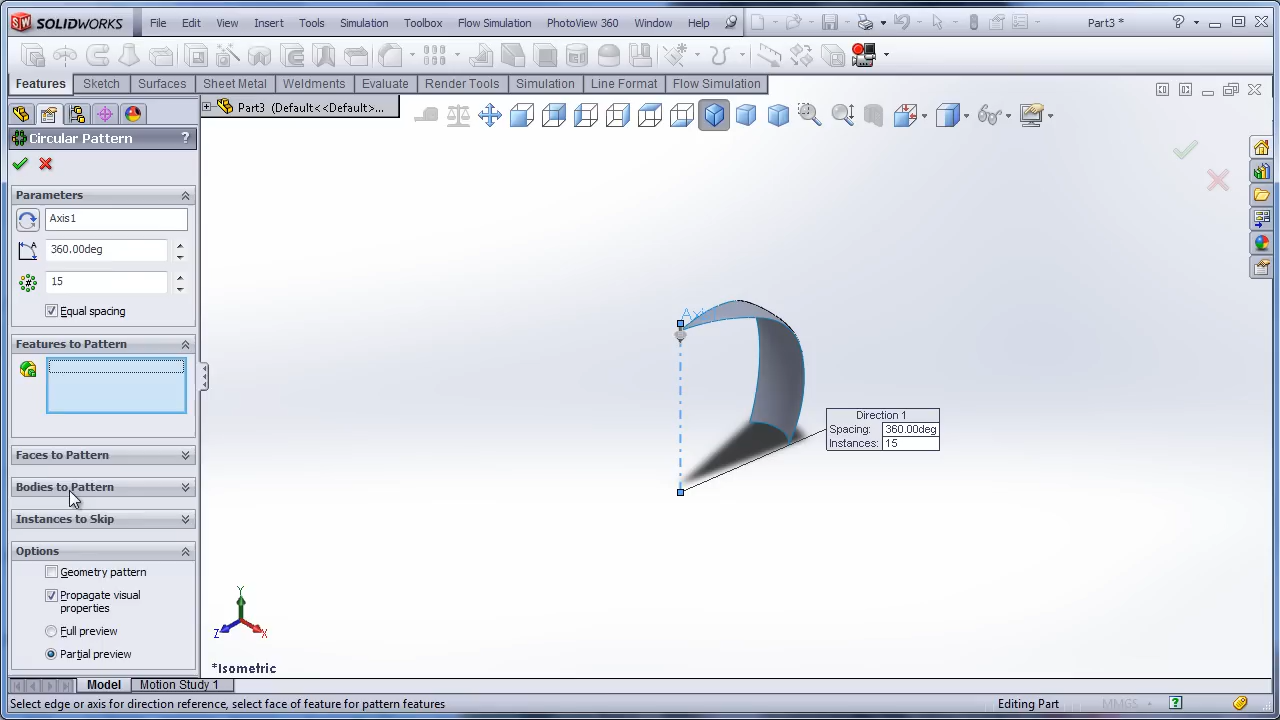 SOLIDWORKS File Edit View Insert Tools Simulation Toolbox Flow Simulation PhotoView 360 Window Help Part3 *
Features Sketch Surfaces Sheet Metal Weldments Evaluate Render Tools Simulation Line Format Flow Simulation
Part3 (Default<<Default>...
Circular Pattern ?
Parameters
Axis1
360.00deg
15
Equal spacing
Features to Pattern
Faces to Pattern
Bodies to Pattern
Instances to Skip
Options
Geometry pattern
Propagate visual
properties
Full preview
Partial preview
Direction 1
Spacing: 360.00deg
Instances: 15
Y
Z
X
*Isometric
Model Motion Study 1
Select edge or axis for direction reference, select face of feature for pattern features Editing Part MMGS